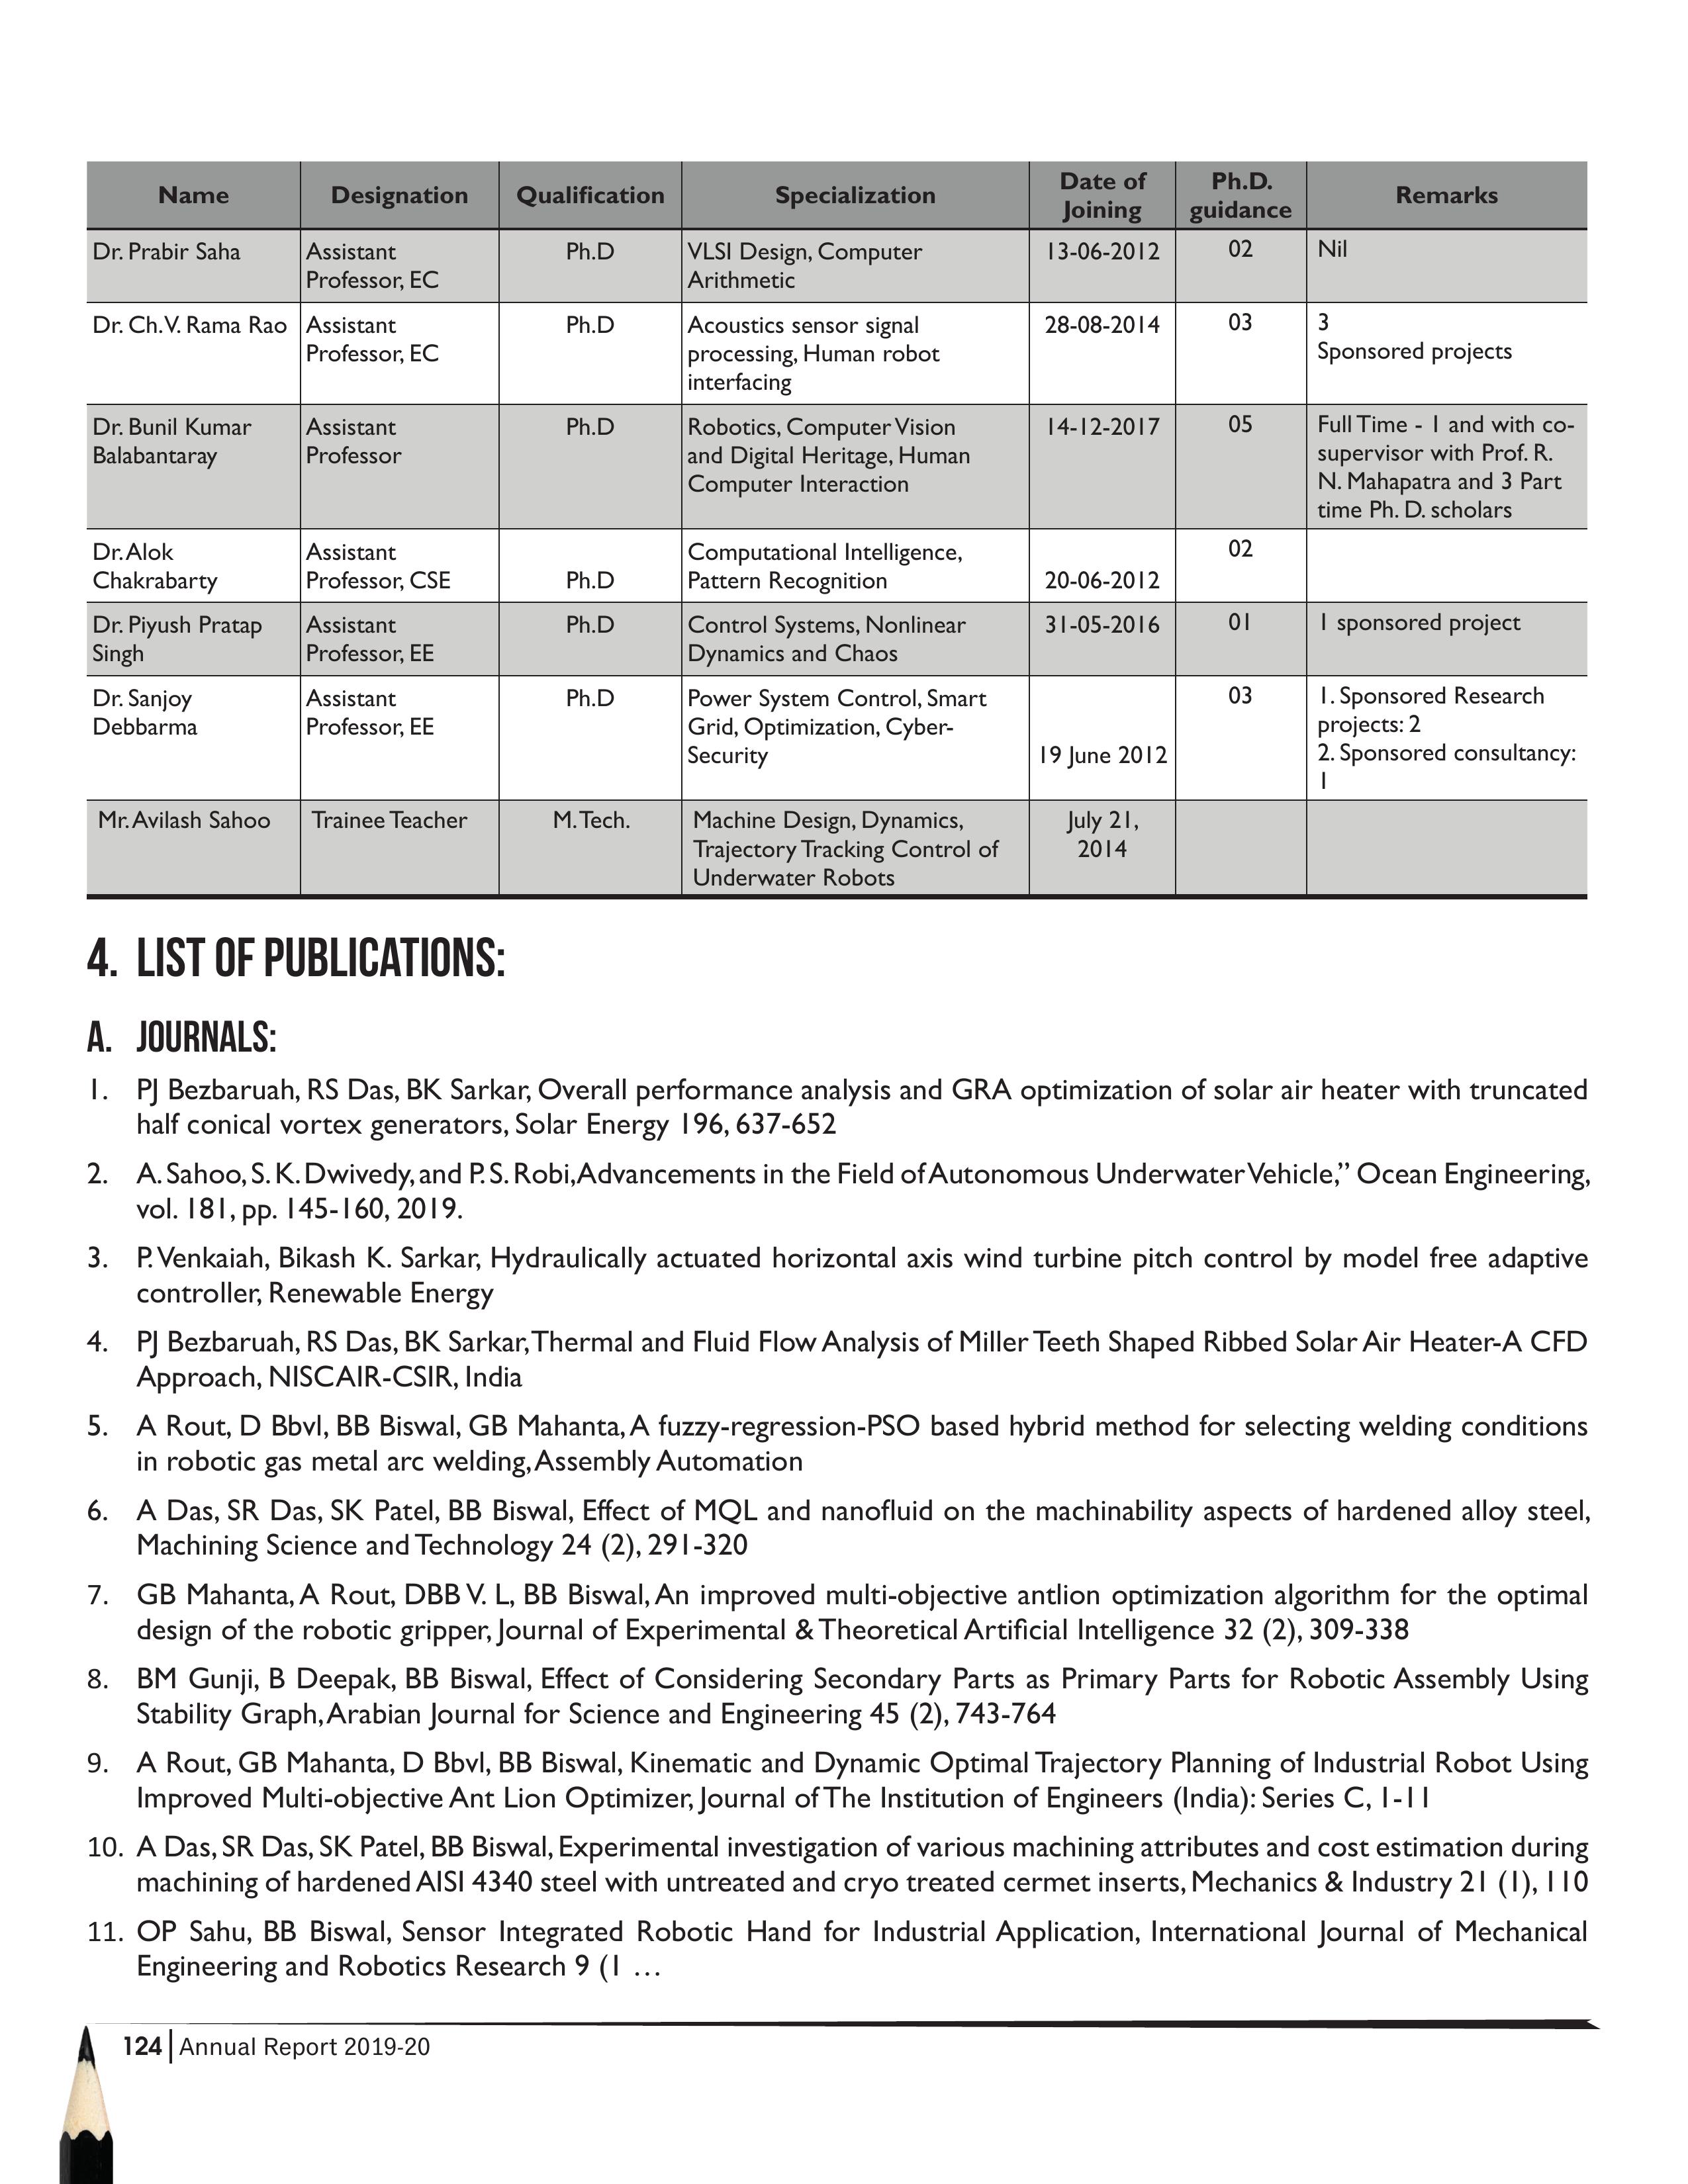 Name Designation Qualification Specialization Date of Joining Ph.D. guidance Remarks
Dr. Prabir Saha Assistant Professor, EC Ph.D VLSI Design, Computer Arithmetic 13-06-2012 02 Nil
Dr. Ch.V. Rama Rao Assistant Professor, EC Ph.D Acoustics sensor signal processing, Human robot interfacing 28-08-2014 03 3 Sponsored projects
Dr. Bunil Kumar Balabantaray Assistant Professor Ph.D Robotics, Computer Vision and Digital Heritage, Human Computer Interaction 14-12-2017 05 Full Time - 1 and with co-supervisor with Prof. R. N. Mahapatra and 3 Part time Ph. D. scholars
Dr. Alok Chakrabarty Assistant Professor, CSE Ph.D Computational Intelligence, Pattern Recognition 20-06-2012 02
Dr. Piyush Pratap Singh Assistant Professor, EE Ph.D Control Systems, Nonlinear Dynamics and Chaos 31-05-2016 01 1 sponsored project
Dr. Sanjoy Debbarma Assistant Professor, EE Ph.D Power System Control, Smart Grid, Optimization, Cyber-Security 19 June 2012 03 1. Sponsored Research projects: 2 2. Sponsored consultancy: 1
Mr. Avilash Sahoo Trainee Teacher M. Tech. Machine Design, Dynamics, Trajectory Tracking Control of Underwater Robots July 21, 2014
4. LIST OF PUBLICATIONS:
A. JOURNALS:
1. PJ Bezbaruah, RS Das, BK Sarkar, Overall performance analysis and GRA optimization of solar air heater with truncated
half conical vortex generators, Solar Energy 196, 637-652
2. A. Sahoo, S. K. Dwivedy, and P. S. Robi, Advancements in the Field of Autonomous Underwater Vehicle,” Ocean Engineering,
vol. 181, pp. 145-160, 2019.
3. P. Venkaiah, Bikash K. Sarkar, Hydraulically actuated horizontal axis wind turbine pitch control by model free adaptive
controller, Renewable Energy
4. PJ Bezbaruah, RS Das, BK Sarkar, Thermal and Fluid Flow Analysis of Miller Teeth Shaped Ribbed Solar Air Heater-A CFD
Approach, NISCAIR-CSIR, India
5. A Rout, D Bbvl, BB Biswal, GB Mahanta, A fuzzy-regression-PSO based hybrid method for selecting welding conditions
in robotic gas metal arc welding, Assembly Automation
6. A Das, SR Das, SK Patel, BB Biswal, Effect of MQL and nanofluid on the machinability aspects of hardened alloy steel,
Machining Science and Technology 24 (2), 291-320
7. GB Mahanta, A Rout, DBB V. L, BB Biswal, An improved multi-objective antlion optimization algorithm for the optimal
design of the robotic gripper, Journal of Experimental & Theoretical Artificial Intelligence 32 (2), 309-338
8. BM Gunji, B Deepak, BB Biswal, Effect of Considering Secondary Parts as Primary Parts for Robotic Assembly Using
Stability Graph, Arabian Journal for Science and Engineering 45 (2), 743-764
9. A Rout, GB Mahanta, D Bbvl, BB Biswal, Kinematic and Dynamic Optimal Trajectory Planning of Industrial Robot Using
Improved Multi-objective Ant Lion Optimizer, Journal of The Institution of Engineers (India): Series C, 1-11
10. A Das, SR Das, SK Patel, BB Biswal, Experimental investigation of various machining attributes and cost estimation during
machining of hardened AISI 4340 steel with untreated and cryo treated cermet inserts, Mechanics & Industry 21 (1), 110
11. OP Sahu, BB Biswal, Sensor Integrated Robotic Hand for Industrial Application, International Journal of Mechanical
Engineering and Robotics Research 9 (1 …
124 Annual Report 2019-20